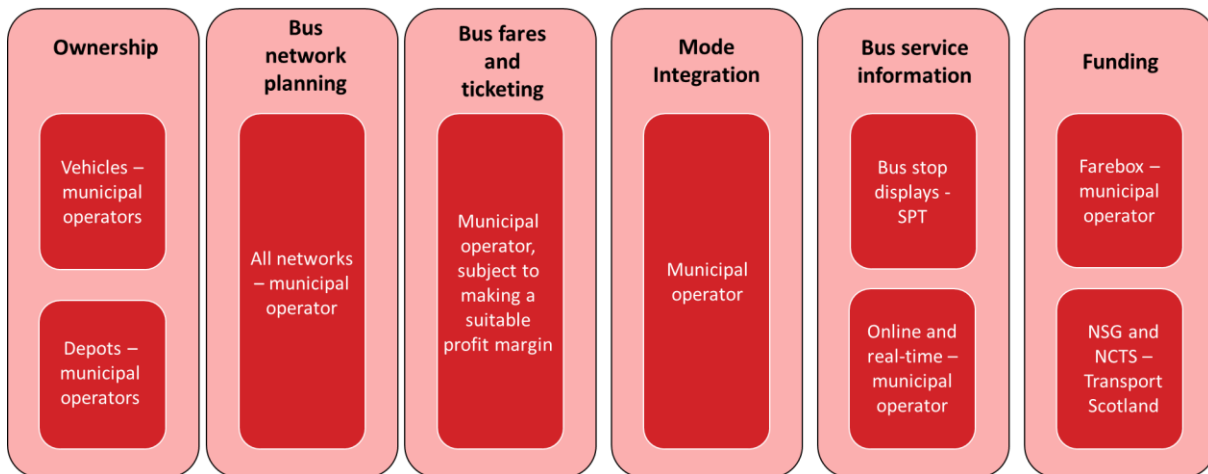 Ownership
Vehicles –
municipal
operators
Depots –
municipal
operators
Bus
network
planning
All networks
– municipal
operator
Bus fares
and
ticketing
Municipal
operator,
subject to
making a
suitable
profit margin
Mode
Integration
Municipal
operator
Bus service
information
Bus stop
displays -
SPT
Online and
real-time –
municipal
operator
Funding
Farebox –
municipal
operator
NSG and
NCTS –
Transport
Scotland